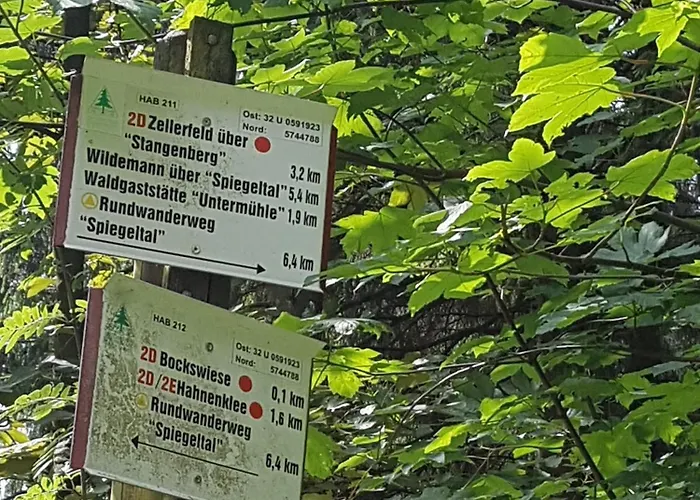 HAB 211
Ost: 32 U 0591923
Nord: 5744788
2D Zellerfeld über
"Stangenberg" 3,2 km
Wildemann über "Spiegeltal" 5,4 km
Waldgaststätte "Untermühle" 1,9 km
Rundwanderweg
"Spiegeltal" 6,4 km
HAB 212
Ost: 32 U 0591923
Nord: 5744788
2D Bockswiese 0,1 km
2D/2E Hahnenklee 1,6 km
Rundwanderweg
"Spiegeltal" 6,4 km